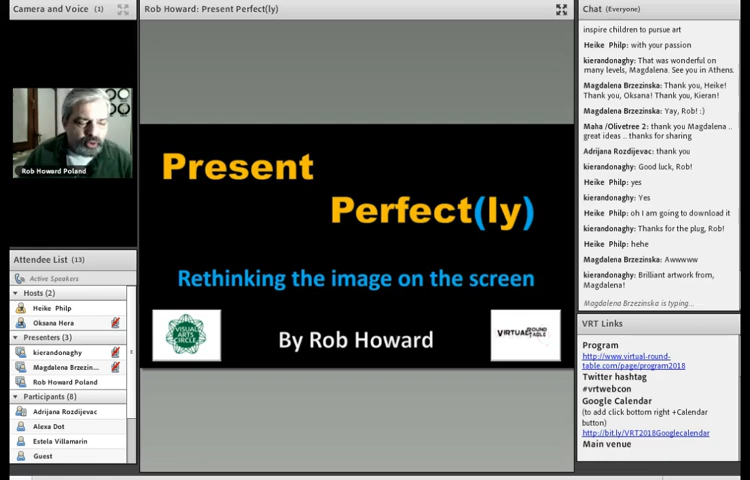 Camera and Voice (1)
Rob Howard Poland
Attendee List (13)
Active Speakers
Hosts (2)
Heike Philp
Oksana Hera
Presenters (3)
kierandonaghy
Magdalena Brzezin...
Rob Howard Poland
Participants (8)
Adrijana Rozdijevac
Alexa Dot
Estela Villamarin
Guest
Rob Howard: Present Perfect(ly)
Present
Perfect(ly)
Rethinking the image on the screen
VISUAL
ARTS
CIRCLE
By Rob Howard
VIRTUAL ROUND
TABLE
Chat (Everyone)
inspire children to pursue art
Heike Philp: with your passion
kierandonaghy: That was wonderful on
many levels, Magdalena. See you in Athens.
Magdalena Brzezinska: Thank you, Heike!
Thank you, Oksana! Thank you, Kieran!
Magdalena Brzezinska: Yay, Rob! :)
Maha /Olivetree 2: thank you Magdalena ..
great ideas .. thanks for sharing
Adrijana Rozdijevac: thank you
kierandonaghy: Good luck, Rob!
Heike Philp: yes
kierandonaghy: Yes
Heike Philp: oh I am going to download it
kierandonaghy: Thanks for the plug, Rob!
Heike Philp: hehe
Magdalena Brzezinska: Awwwww
kierandonaghy: Brilliant artwork from,
Magdalena!
Magdalena Brzezinska is typing...
VRT Links
Program
http://www.virtual-round-
table.com/page/program2018
Twitter hashtag
#vrtwebcon
Google Calendar
(to add click bottom right +Calendar
button)
http://bit.ly/VRT2018Googlecalendar
Main venue